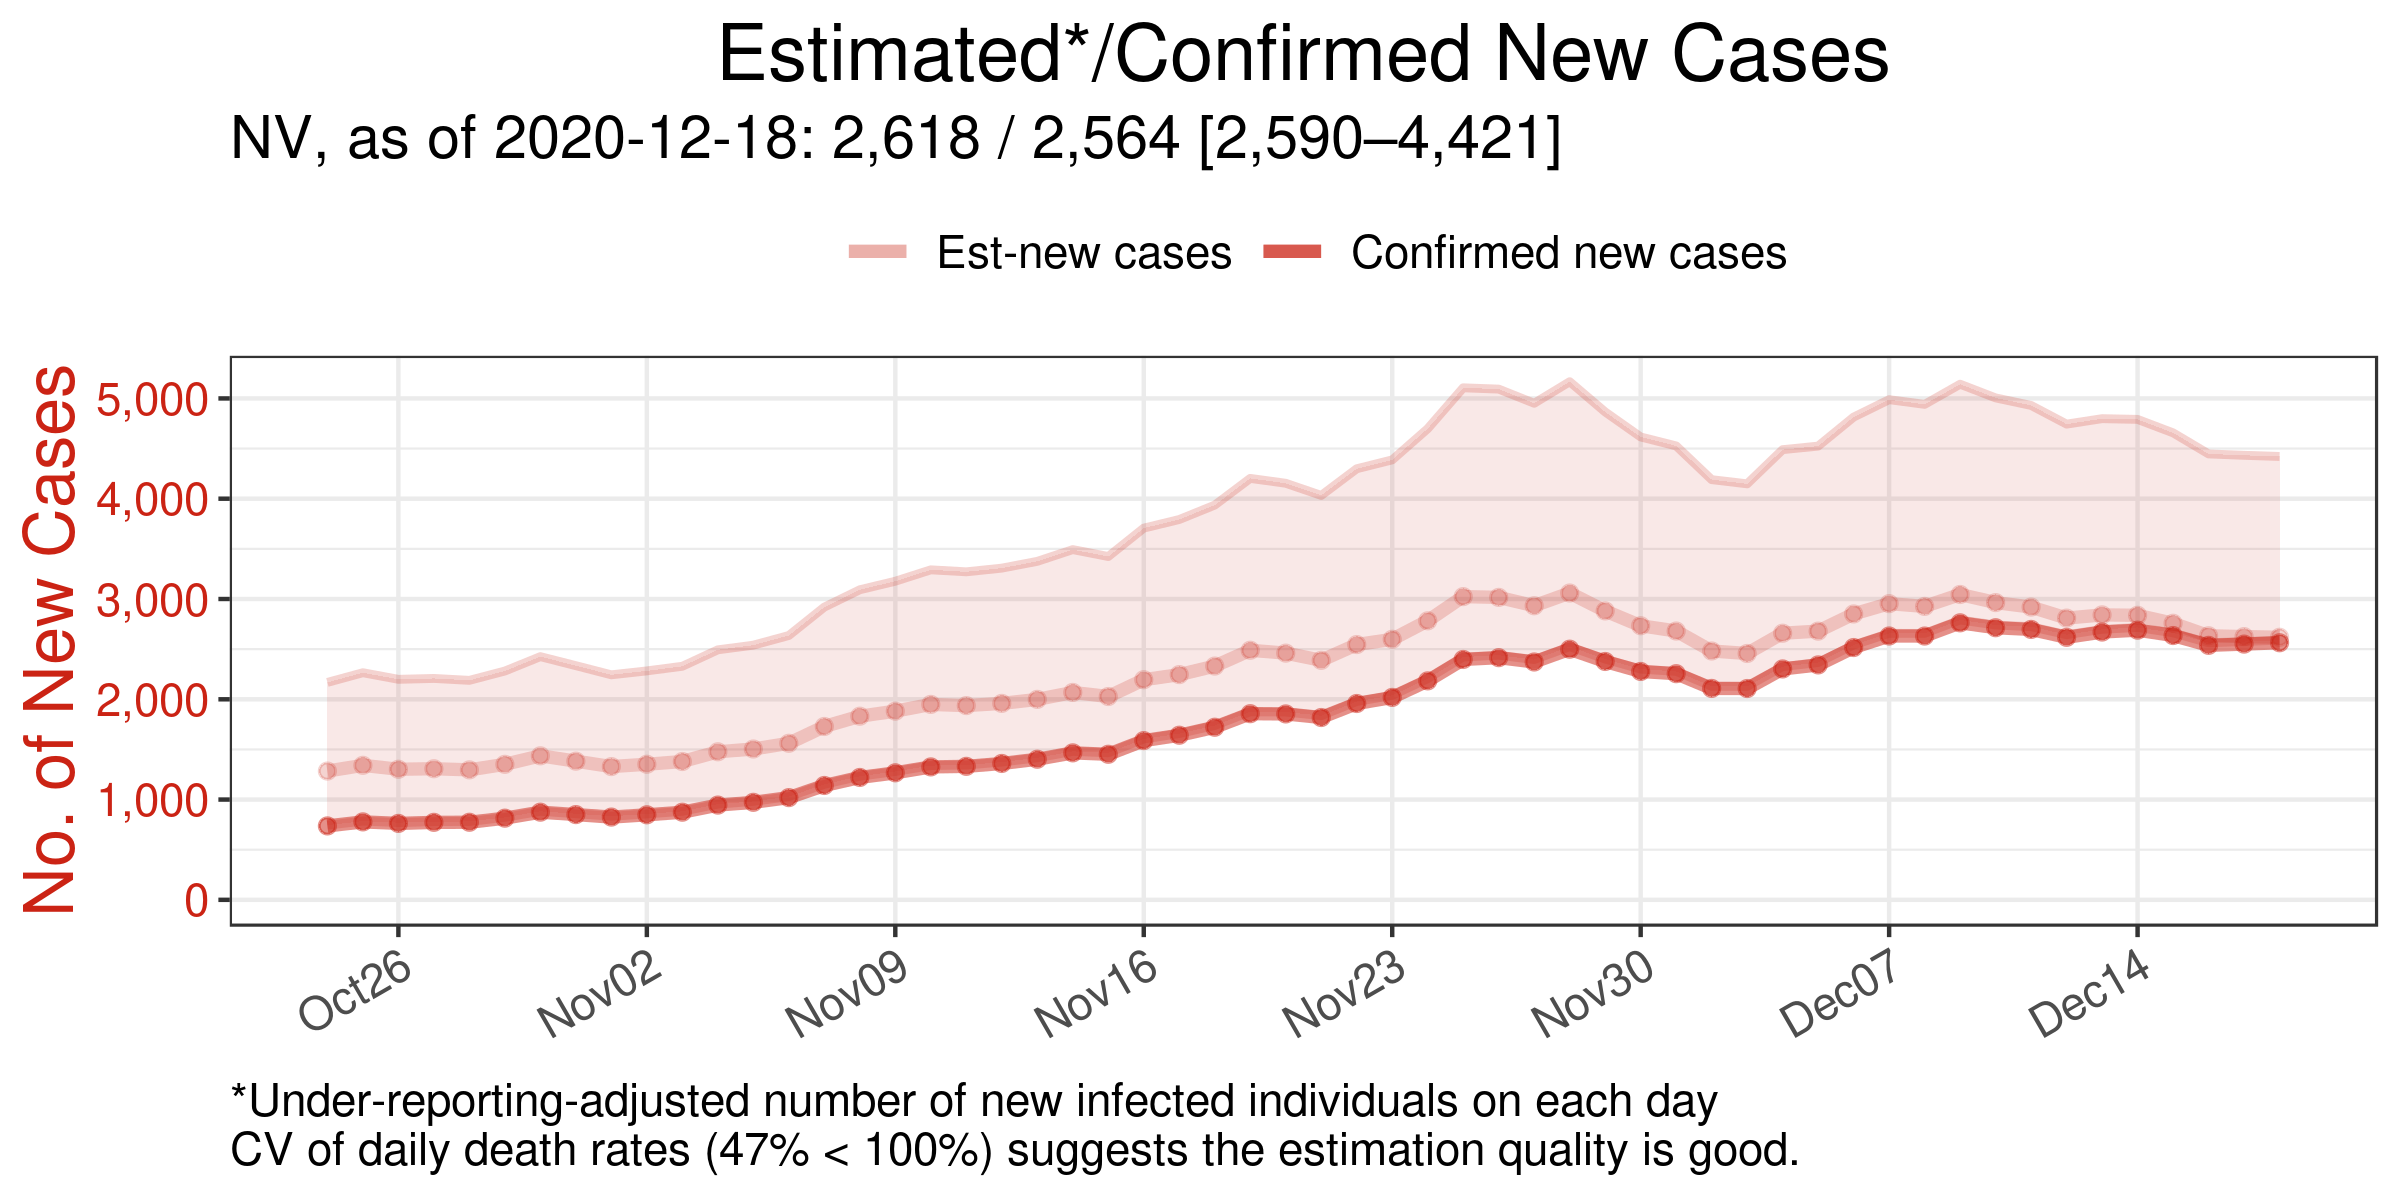 Estimated*/Confirmed New Cases
NV, as of 2020-12-18: 2,618 / 2,564 [2,590–4,421]
Est-new cases Confirmed new cases
No. of New Cases
5,000
4,000
3,000
2,000
1,000
0
Oct26 Nov02 Nov09 Nov16 Nov23 Nov30 Dec07 Dec14
*Under-reporting-adjusted number of new infected individuals on each day
CV of daily death rates (47% < 100%) suggests the estimation quality is good.